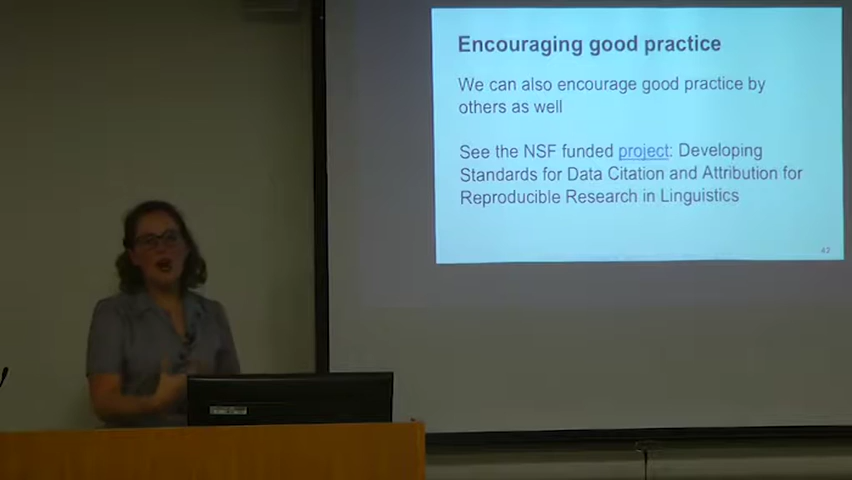 Encouraging good practice
We can also encourage good practice by
others as well
See the NSF funded project: Developing
Standards for Data Citation and Attribution for
Reproducible Research in Linguistics
42